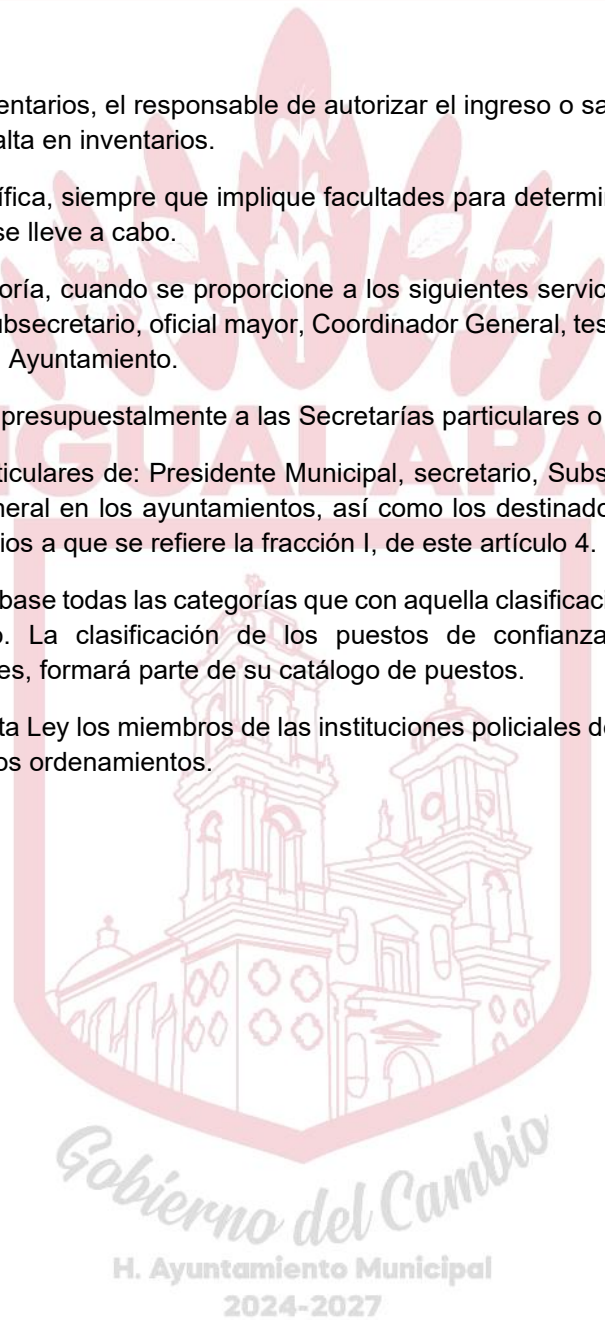 entarios, el responsable de autorizar el ingreso o sa
alta en inventarios.
ífica, siempre que implique facultades para determi
se lleve a cabo.
oría, cuando se proporcione a los siguientes servic
ubsecretario, oficial mayor, Coordinador General, tes
Ayuntamiento.
presupuestalmente a las Secretarías particulares o
ticulares de: Presidente Municipal, secretario, Subs
neral en los ayuntamientos, así como los destinado
ios a que se refiere la fracción I, de este artículo 4.
base todas las categorías que con aquella clasificac
o. La clasificación de los puestos de confianza
es, formará parte de su catálogo de puestos.
ta Ley los miembros de las instituciones policiales d
os ordenamientos.
IGUALAPA
Gobierno del Cambio
H. Ayuntamiento Municipal
2024-2027